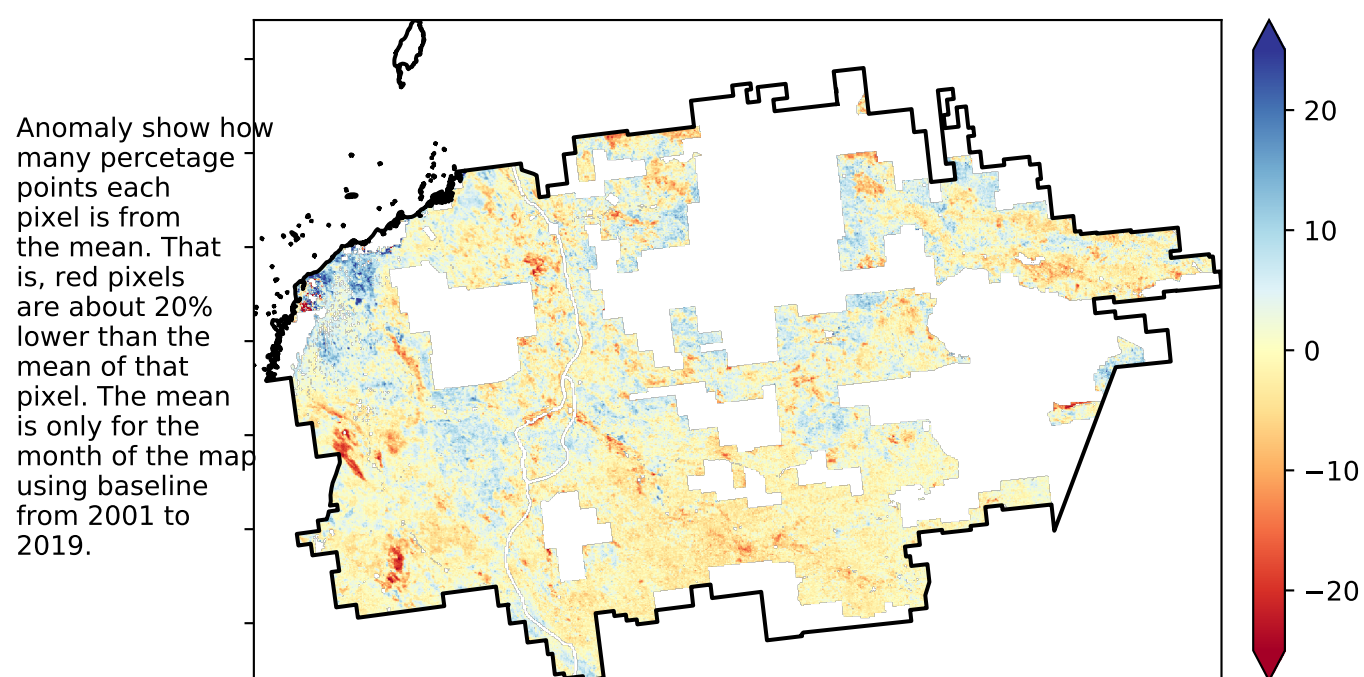 Anomaly show how
many percetage
points each
pixel is from
the mean. That
is, red pixels
are about 20%
lower than the
mean of that
pixel. The mean
is only for the
month of the map
using baseline
from 2001 to
2019.
20
10
0
−10
−20